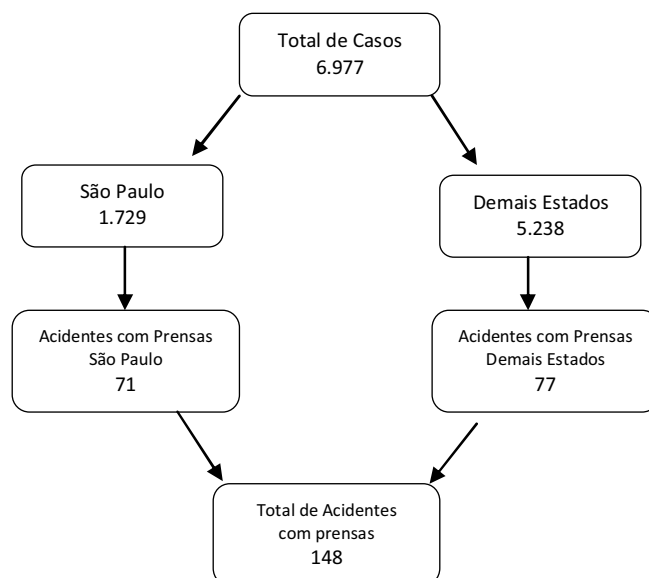 Total de Casos
6.977
São Paulo
1.729
Demais Estados
5.238
Acidentes com Prensas
São Paulo
71
Acidentes com Prensas
Demais Estados
77
Total de Acidentes
com prensas
148